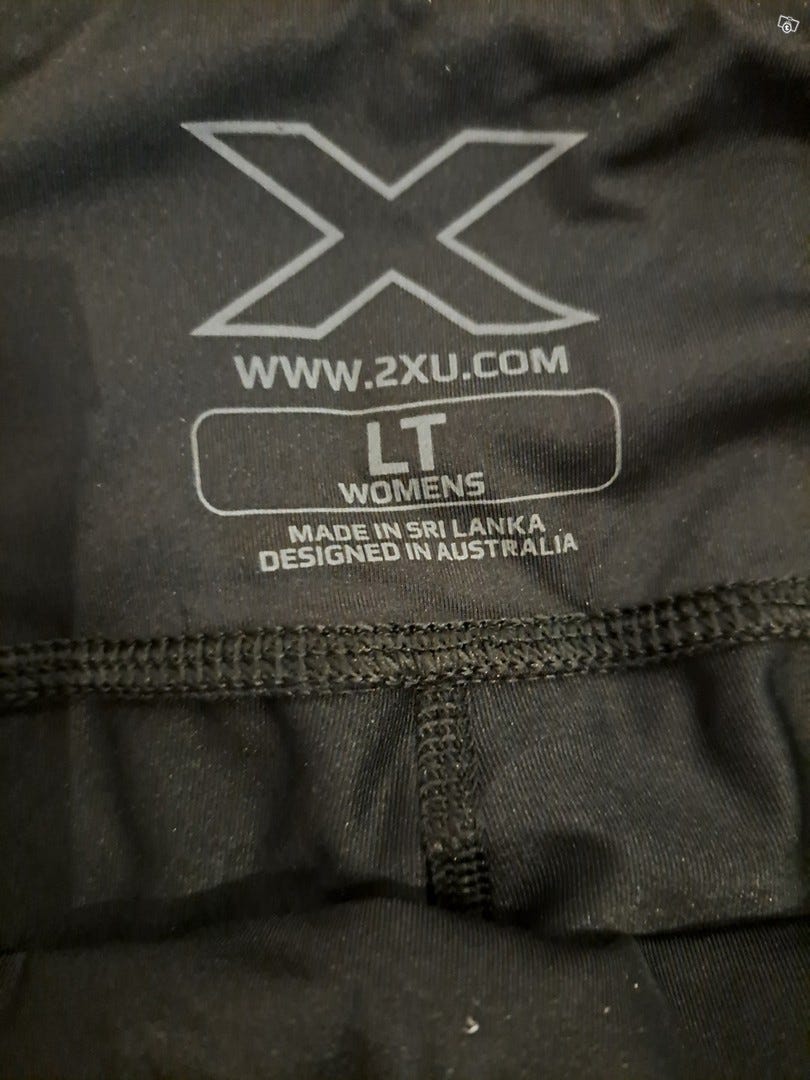 X
WWW.2XU.COM
LT
WOMENS
MADE IN SRI LANKA
DESIGNED IN AUSTRALIA